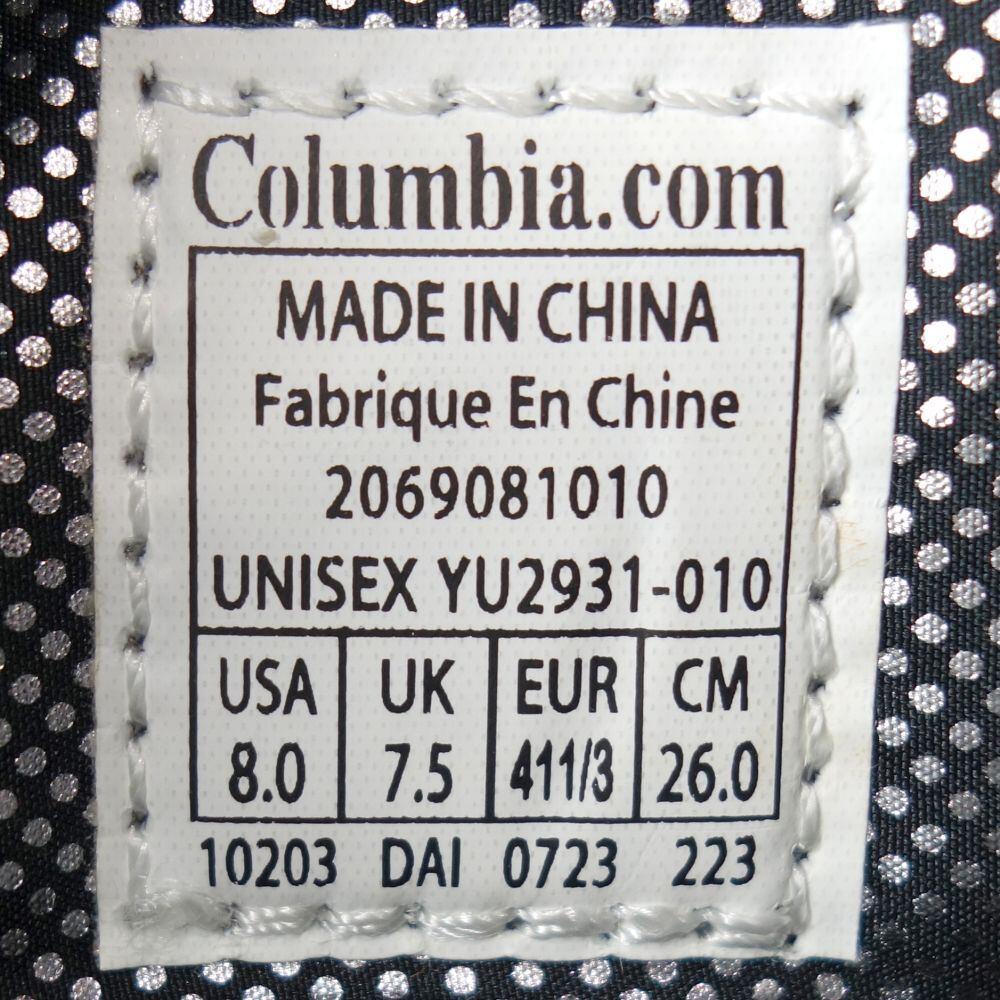 Columbia.com
MADE IN CHINA
Fabrique En Chine
2069081010
UNISEX YU2931-010
USA UK EUR CM
8.0 7.5 411/3 26.0
10203 DAI 0723 223